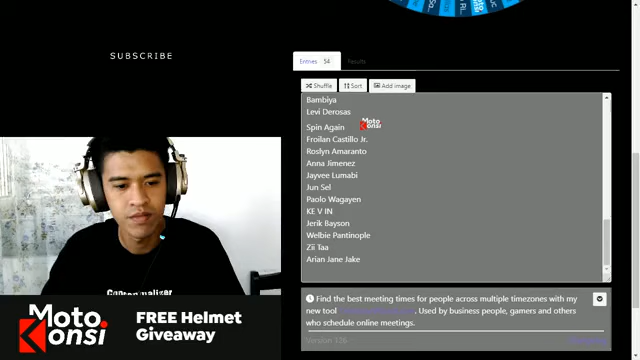 SUBSCRIBE
Entries 54 Results
Shuffle Sort Add image
Bambiya
Levi Derosas
Spin Again Moto Konsi
Froilan Castillo Jr.
Roslyn Amaranto
Anna Jimenez
Jayvee Lumabi
Jun Sel
Paolo Wagayen
KE V IN
Jerik Bayson
Welbie Pantinople
Zii Taa
Arian Jane Jake
Find the best meeting times for people across multiple timezones with my
new tool Used by business people, gamers and others
who schedule online meetings.
Version 136
Moto Konsi
FREE Helmet
Giveaway